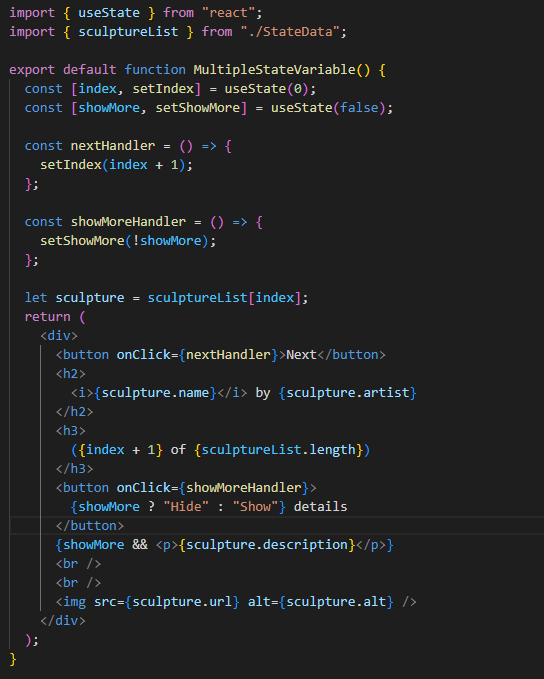 import { useState } from "react";
import { sculptureList } from "./StateData";

export default function MultipleStateVariable() {
  const [index, setIndex] = useState(0);
  const [showMore, setShowMore] = useState(false);

  const nextHandler = () => {
    setIndex(index + 1);
  };

  const showMoreHandler = () => {
    setShowMore(!showMore);
  };

  let sculpture = sculptureList[index];
  return (
    <div>
      <button onClick={nextHandler}>Next</button>
      <h2>
        <i>{sculpture.name}</i> by {sculpture.artist}
      </h2>
      <h3>
        ({index + 1} of {sculptureList.length})
      </h3>
      <button onClick={showMoreHandler}>
        {showMore ? "Hide" : "Show"} details
      </button>
      {showMore && <p>{sculpture.description}</p>}
      <br />
      <br />
      <img src={sculpture.url} alt={sculpture.alt} />
    </div>
  );
}